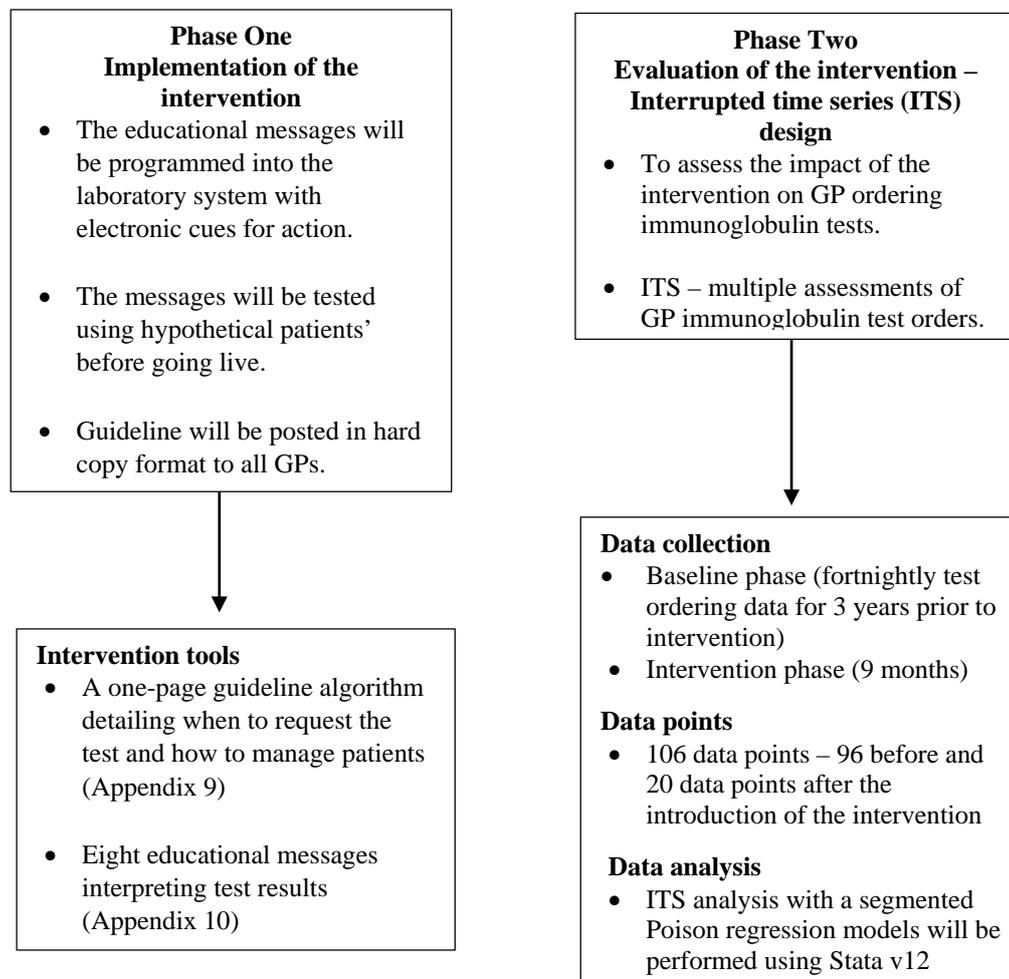 Phase One
Implementation of the
intervention
• The educational messages will
be programmed into the
laboratory system with
electronic cues for action.
• The messages will be tested
using hypothetical patients’
before going live.
• Guideline will be posted in hard
copy format to all GPs.
Intervention tools
• A one-page guideline algorithm
detailing when to request the
test and how to manage patients
(Appendix 9)
• Eight educational messages
interpreting test results
(Appendix 10)
Phase Two
Evaluation of the intervention –
Interrupted time series (ITS)
design
• To assess the impact of the
intervention on GP ordering
immunoglobulin tests.
• ITS – multiple assessments of
GP immunoglobulin test orders.
Data collection
• Baseline phase (fortnightly test
ordering data for 3 years prior to
intervention)
• Intervention phase (9 months)
Data points
• 106 data points – 96 before and
20 data points after the
introduction of the intervention
Data analysis
• ITS analysis with a segmented
Poison regression models will be
performed using Stata v12